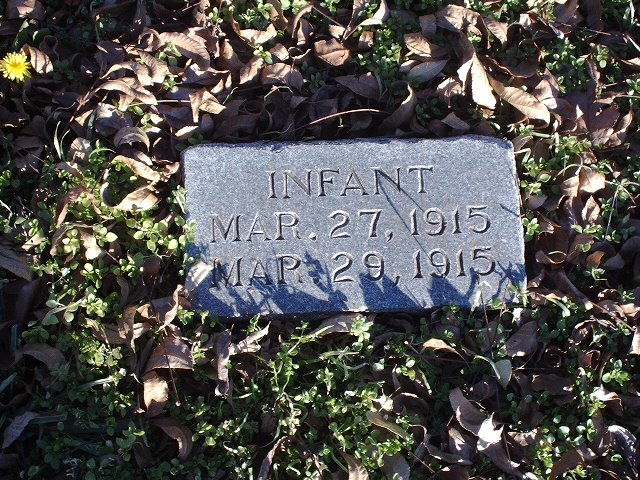 INFANT
MAR. 27, 1915
MAR. 29, 1915